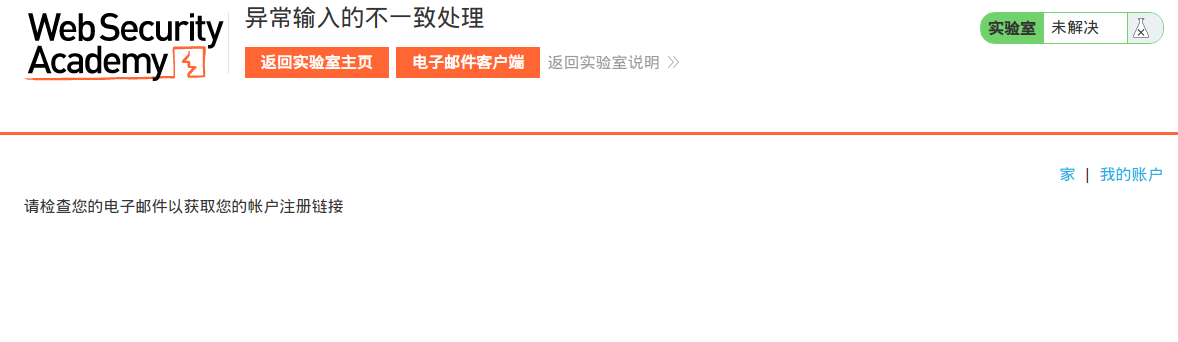 Web Security
Academy
异常输入的不一致处理
返回实验室主页 电子邮件客户端 返回实验室说明
实验室 未解决
家 | 我的账户
请检查您的电子邮件以获取您的帐户注册链接